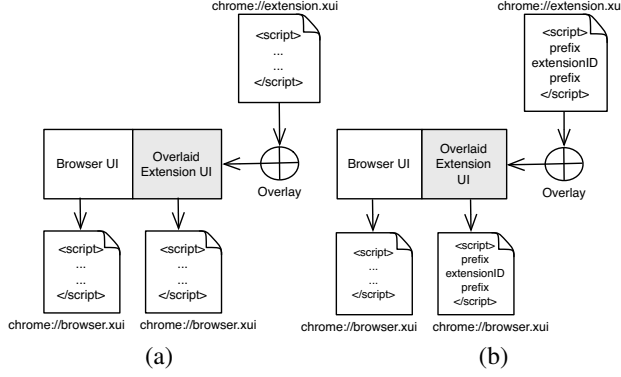 chrome://extension.xui
<script>
...
...
</script>
Browser UI
Overlaid
Extension UI
Overlay
<script>
...
...
</script>
chrome://browser.xui
<script>
...
...
</script>
chrome://browser.xui
(a)
chrome://extension.xui
<script>
prefix
extensionID
prefix
</script>
Browser UI
Overlaid
Extension
UI
Overlay
<script>
...
...
</script>
chrome://browser.xui
<script>
prefix
extensionID
prefix
</script>
chrome://browser.xui
(b)